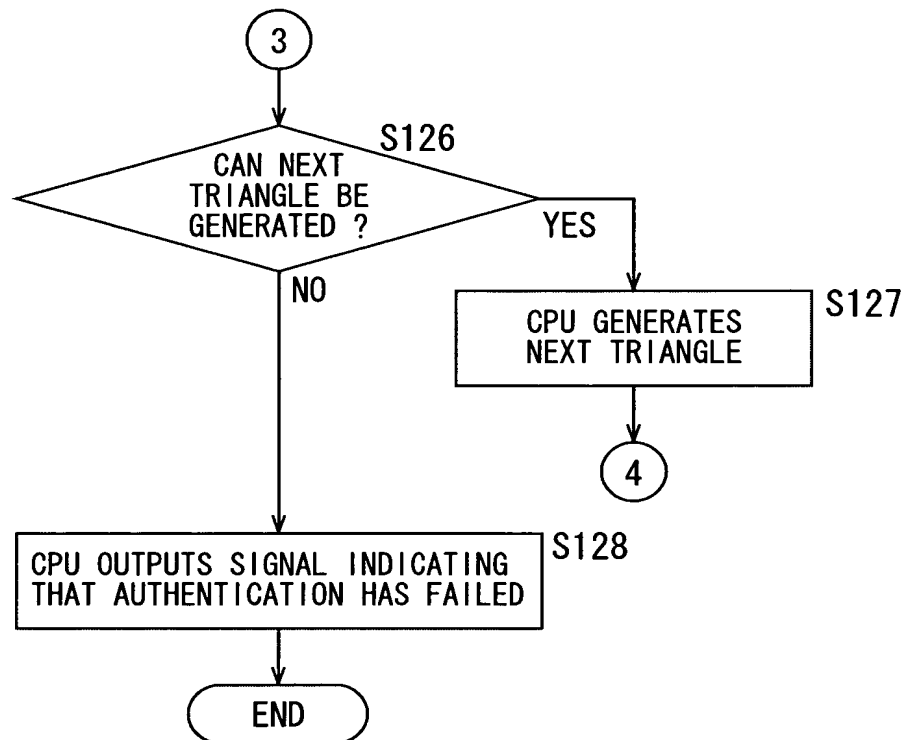 3
S126
CAN NEXT
TRIANGLE BE
GENERATED ?
YES
NO
S127
CPU GENERATES
NEXT TRIANGLE
4
S128
CPU OUTPUTS SIGNAL INDICATING
THAT AUTHENTICATION HAS FAILED
END